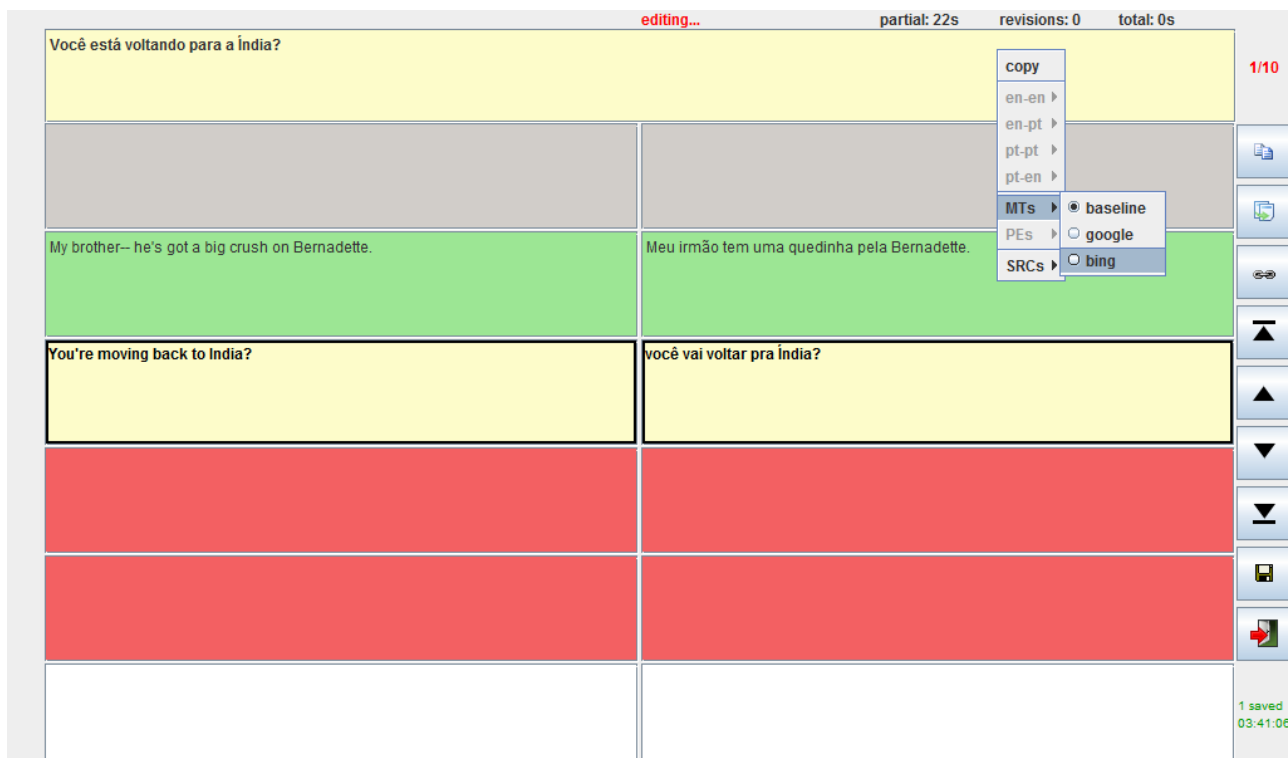 editing... partial: 22s revisions: 0 total: 0s
Você está voltando para a Índia?
1/10
copy
en-en
en-pt
pt-pt
pt-en
MTs
baseline
PEs
google
SRCs
bing
My brother-- he's got a big crush on Bernadette.
Meu irmão tem uma quedinha pela Bernadette.
You're moving back to India?
você vai voltar pra Índia?
1 saved
03:41:06